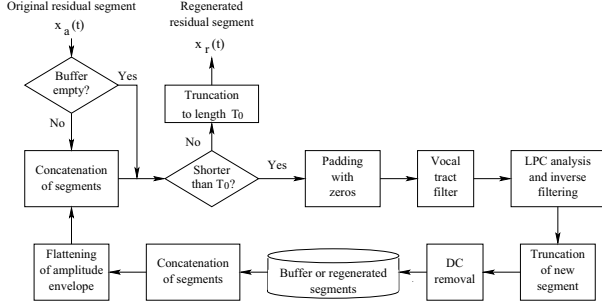 Original residual segment
x_a(t)
Regenerated
residual segment
x_r(t)
Buffer
empty?
Yes
No
Truncation
to length T0
No
Concatenation
of segments
Shorter
than T0?
Yes
Padding
with
zeros
Vocal
tract
filter
LPC analysis
and inverse
filtering
Flattening
of amplitude
envelope
Concatenation
of segments
Buffer or regenerated
segments
DC
removal
Truncation
of new
segment